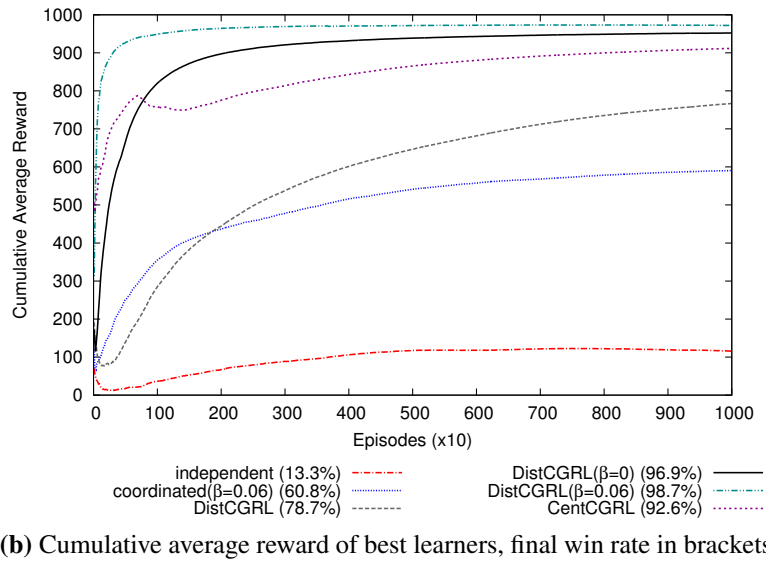 1000
900
800
700
600
500
400
300
200
100
0
Cumulative Average Reward
0 100 200 300 400 500 600 700 800 900 1000
Episodes (x10)
independent (13.3%)
coordinated(β=0.06) (60.8%)
DistCGRL (78.7%)
DistCGRL(β=0) (96.9%)
DistCGRL(β=0.06) (98.7%)
CentCGRL (92.6%)
(b) Cumulative average reward of best learners, final win rate in brackets